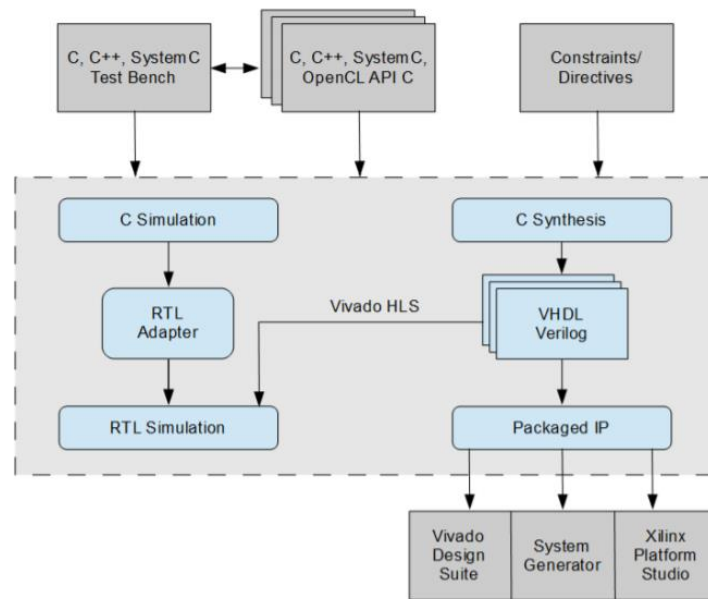 C, C++, SystemC
Test Bench
C, C++, SystemC,
OpenCL API C
Constraints/
Directives
C Simulation
C Synthesis
RTL
Adapter
Vivado HLS
VHDL
Verilog
RTL Simulation
Packaged IP
Vivado
Design
Suite
System
Generator
Xilinx
Platform
Studio